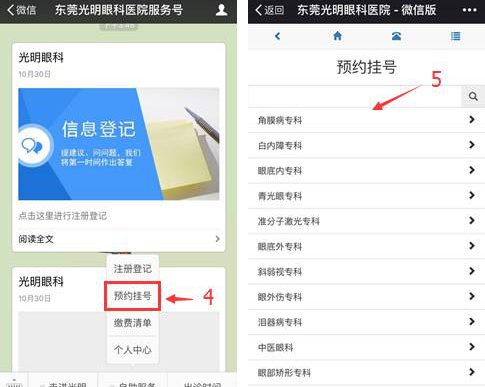 微信
东莞光明眼科医院服务号
光明眼科
10月30日
信息登记
提建议、问问题，我们
将第一时间作出答复
点击这里进行注册登记
阅读全文
光明眼科
10月30日
注册登记
预约挂号
4
缴费清单
个人中心
走进光明
自助服务
出诊时间
返回
东莞光明眼科医院 - 微信版
预约挂号
5
角膜病专科
白内障专科
眼底内专科
青光眼专科
准分子激光专科
眼底外专科
斜弱视专科
眼外伤专科
泪器病专科
中医眼科
眼部矫形专科